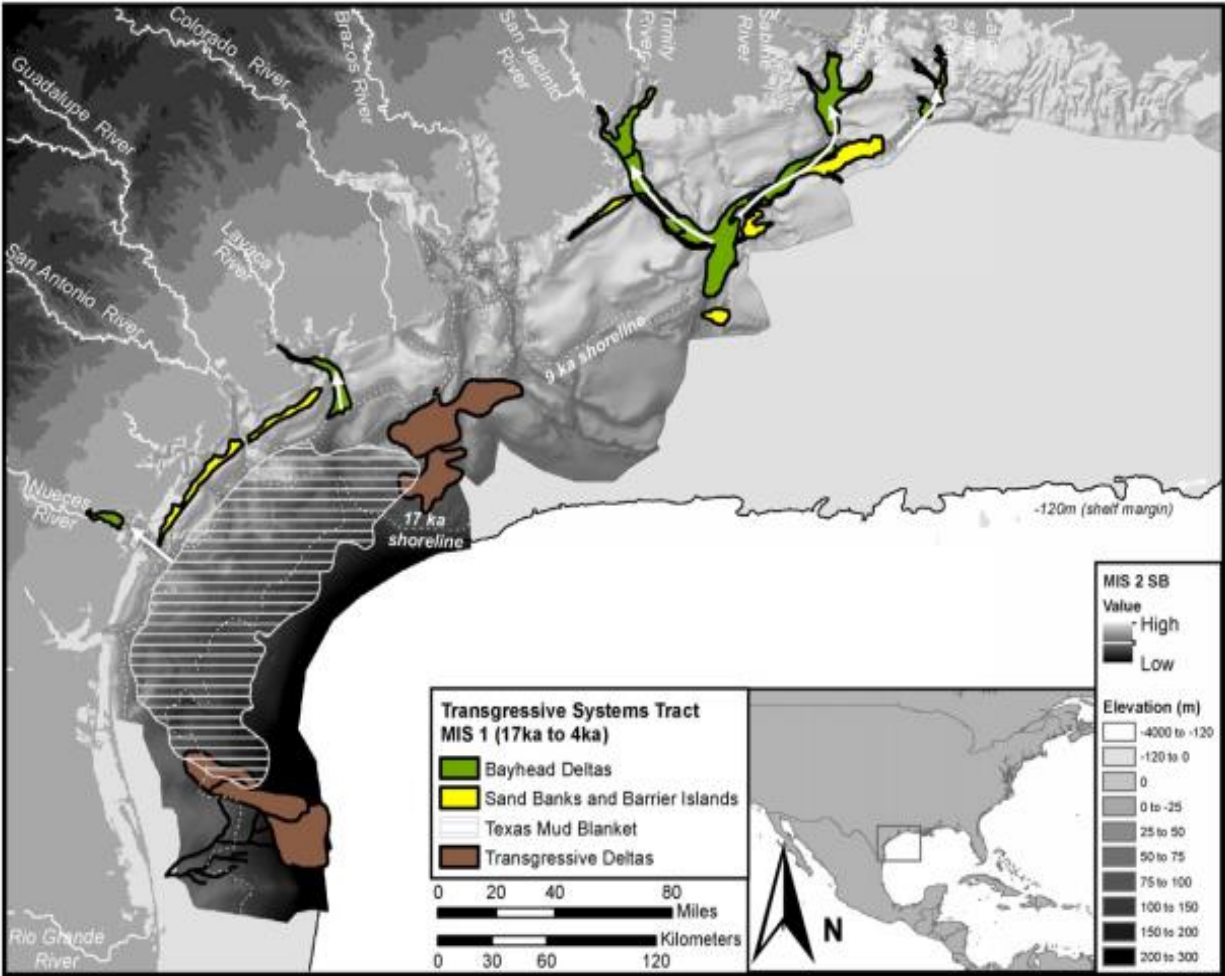 Colorado River
Brazos River
San Jacinto
River
Trinity
River
Sabine
River
Guadalupe River
Lavaca
River
San Antonio River
Nueces
River
Rio Grande
River
9 ka shoreline
17 ka
shoreline
-120m (shelf margin)
Transgressive Systems Tract
MIS 1 (17ka to 4ka)
Bayhead Deltas
Sand Banks and Barrier Islands
Texas Mud Blanket
Transgressive Deltas
0 20 40 80
Miles
Kilometers
0 30 60 120
N
MIS 2 SB
Value
High
Low
Elevation (m)
-4000 to -120
-120 to 0
0
0 to -25
25 to 50
50 to 75
75 to 100
100 to 150
150 to 200
200 to 300